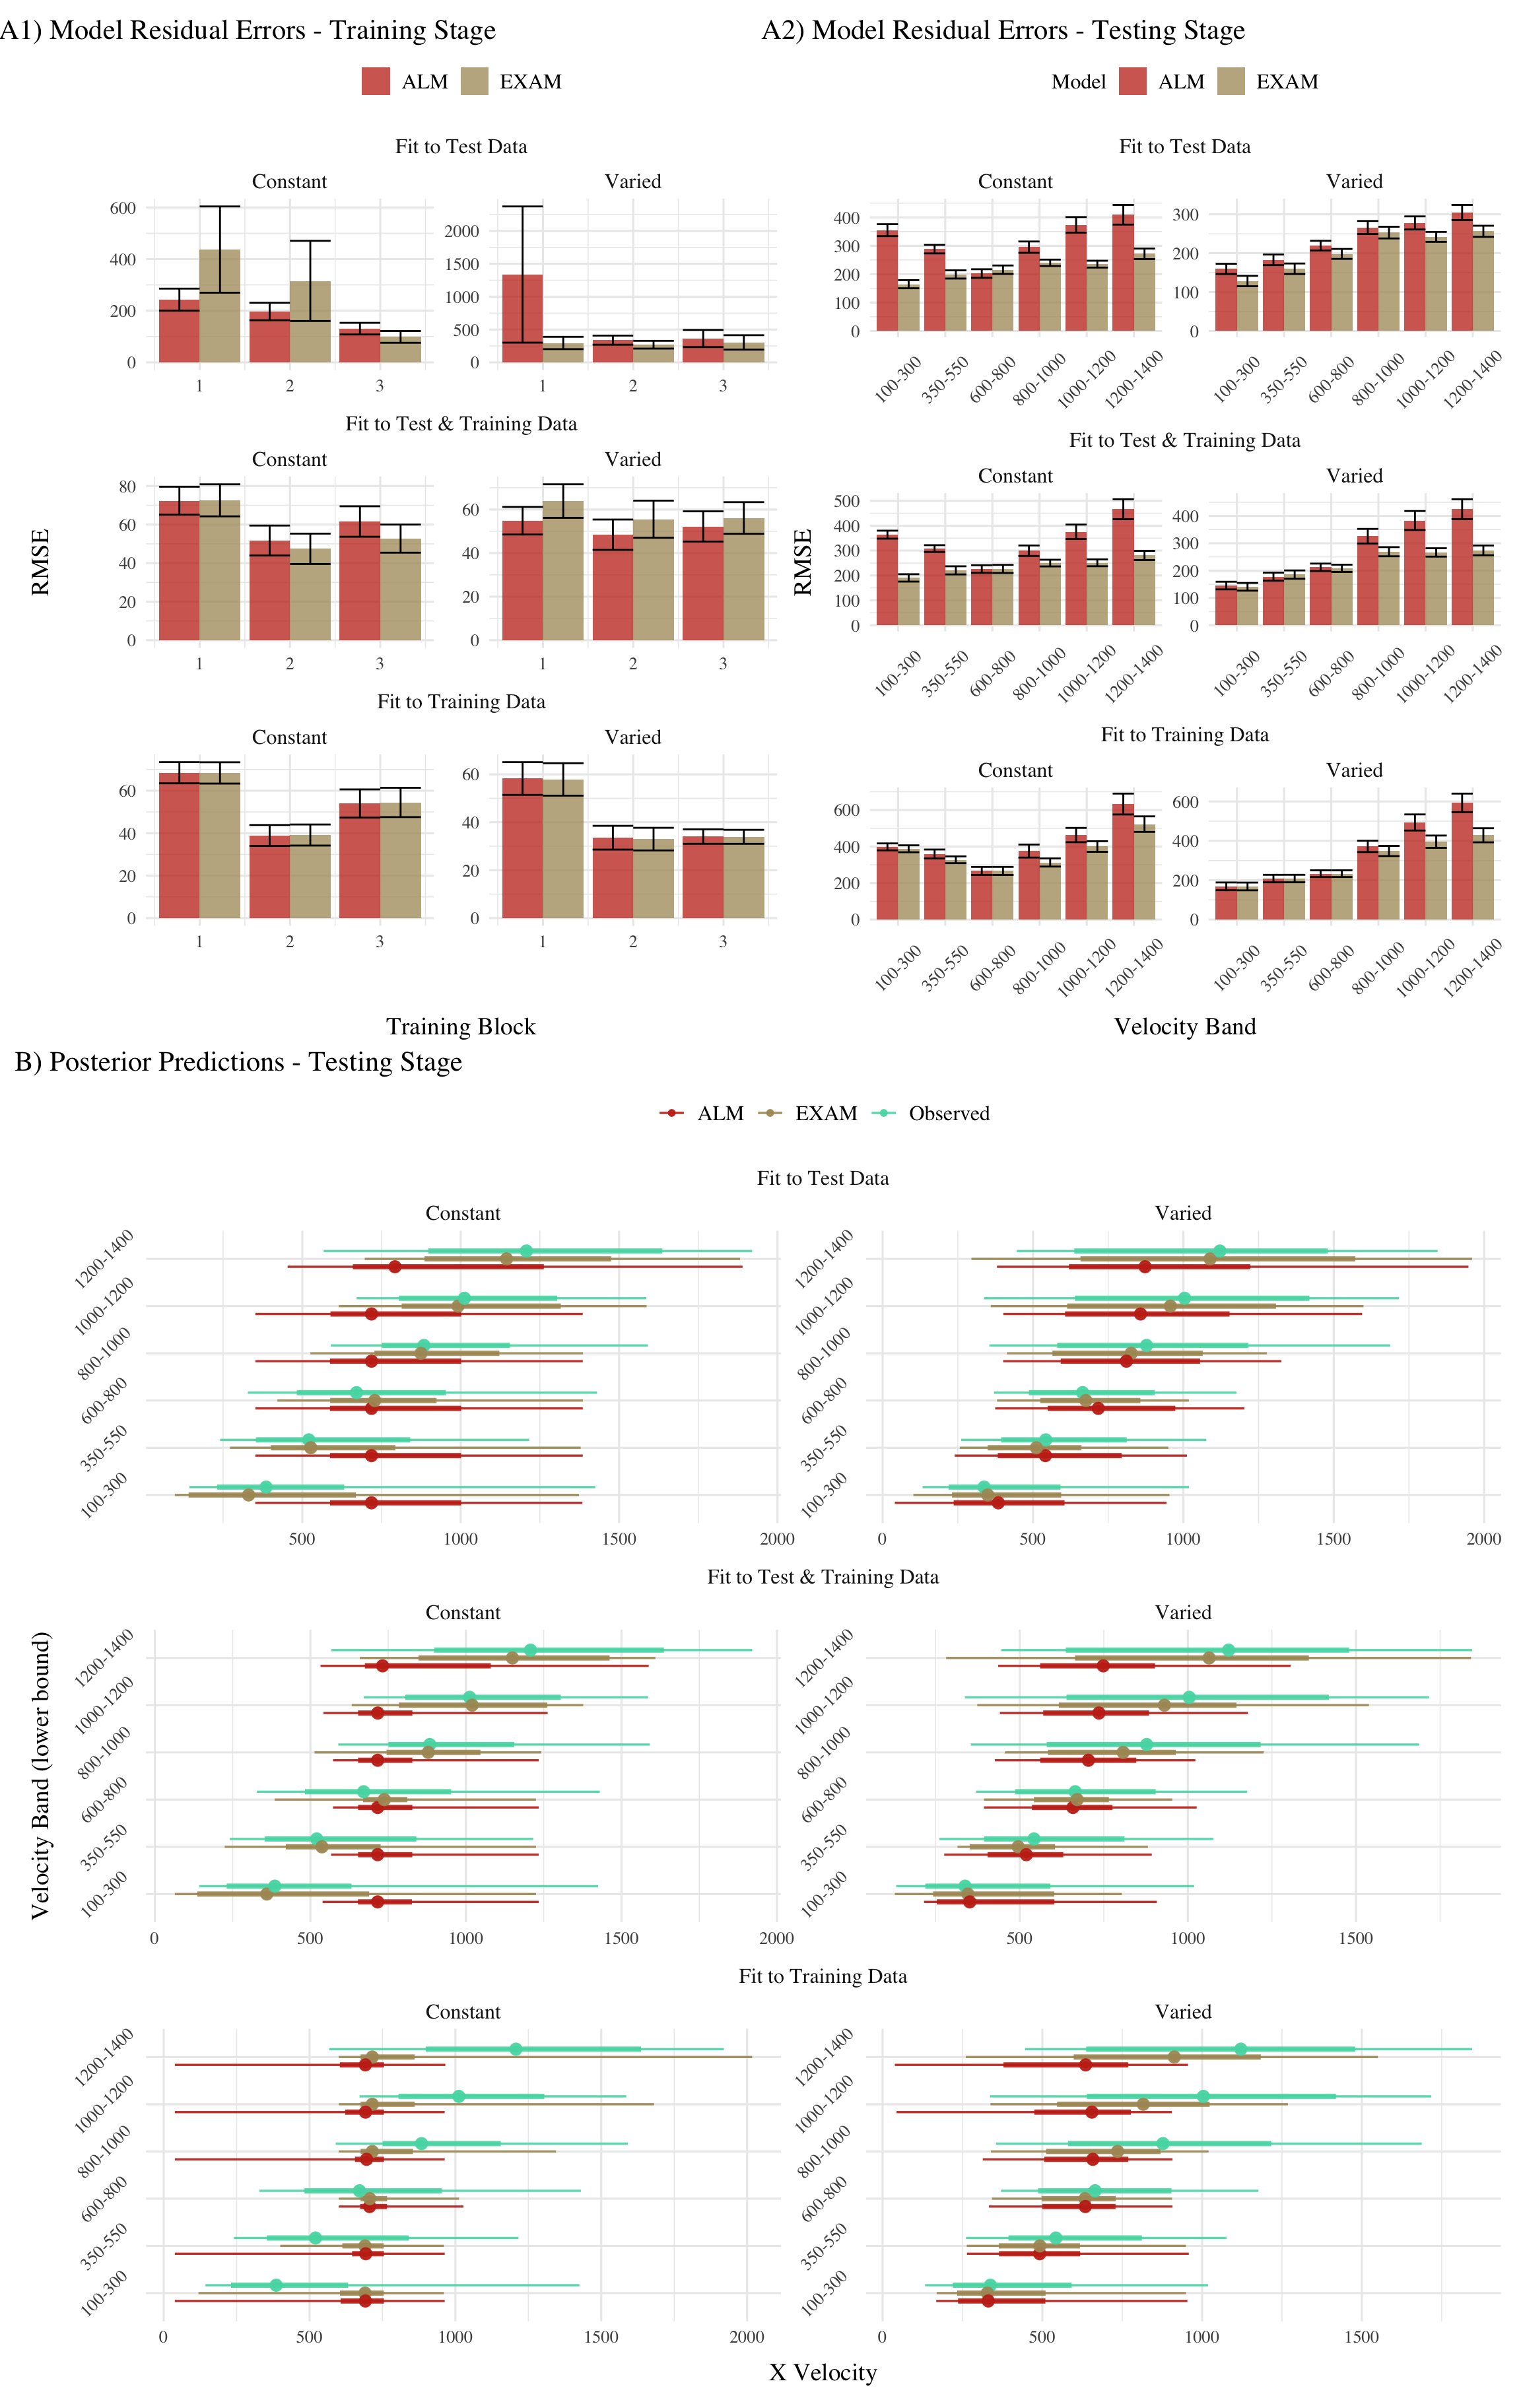 A1) Model Residual Errors - Training Stage
ALM EXAM
Fit to Test Data
Constant Varied
600
400
200
0
2000
1500
1000
500
0
1 2 3
1 2 3
Fit to Test & Training Data
Constant Varied
80
60
40
20
0
60
40
20
0
1 2 3
1 2 3
Fit to Training Data
Constant Varied
60
40
20
0
60
40
20
0
1 2 3
1 2 3
RMSE
Training Block
A2) Model Residual Errors - Testing Stage
Model ALM EXAM
Fit to Test Data
Constant Varied
400
300
200
100
0
300
200
100
0
100-300 350-550 600-800 800-1000 1000-1200 1200-1400
100-300 350-550 600-800 800-1000 1000-1200 1200-1400
Fit to Test & Training Data
Constant Varied
500
400
300
200
100
0
400
300
200
100
0
100-300 350-550 600-800 800-1000 1000-1200 1200-1400
100-300 350-550 600-800 800-1000 1000-1200 1200-1400
Fit to Training Data
Constant Varied
600
400
200
0
600
400
200
0
100-300 350-550 600-800 800-1000 1000-1200 1200-1400
100-300 350-550 600-800 800-1000 1000-1200 1200-1400
RMSE
Velocity Band
B) Posterior Predictions - Testing Stage
ALM EXAM Observed
Fit to Test Data
Constant Varied
1200-1400
1000-1200
800-1000
600-800
350-550
100-300
500 1000 1500 2000
1200-1400
1000-1200
800-1000
600-800
350-550
100-300
0 500 1000 1500 2000
Fit to Test & Training Data
Constant Varied
1200-1400
1000-1200
800-1000
600-800
350-550
100-300
0 500 1000 1500 2000
1200-1400
1000-1200
800-1000
600-800
350-550
100-300
500 1000 1500
Fit to Training Data
Constant Varied
1200-1400
1000-1200
800-1000
600-800
350-550
100-300
0 500 1000 1500 2000
1200-1400
1000-1200
800-1000
600-800
350-550
100-300
0 500 1000 1500
Velocity Band (lower bound)
X Velocity